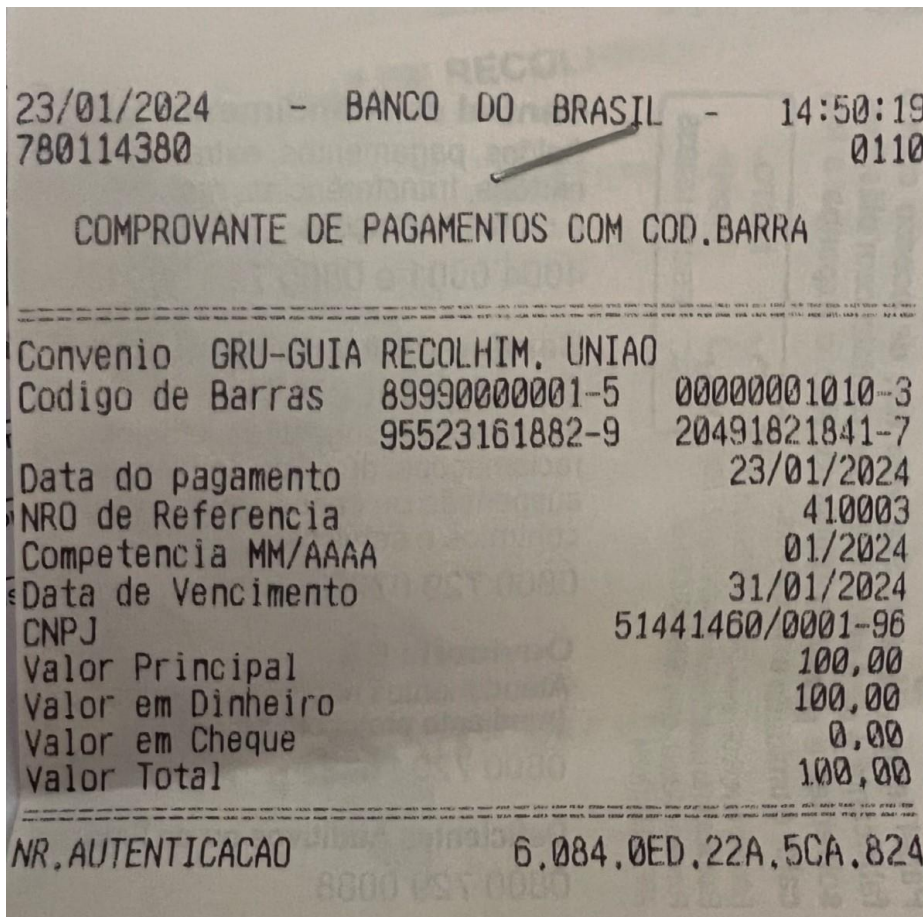 23/01/2024 - BANCO DO BRASIL - 14:50:19
780114380 0110
COMPROVANTE DE PAGAMENTOS COM COD.BARRA
Convenio GRU-GUIA RECOLHIM. UNIAO
Codigo de Barras 89990000001-5 00000001010-3
95523161882-9 20491821841-7
Data do pagamento 23/01/2024
NRO de Referencia 410003
Competencia MM/AAAA 01/2024
Data de Vencimento 31/01/2024
CNPJ 51441460/0001-96
Valor Principal 100,00
Valor em Dinheiro 100,00
Valor em Cheque 0,00
Valor Total 100,00
NR.AUTENTICACAO 6.084.0ED.22A.5CA.824